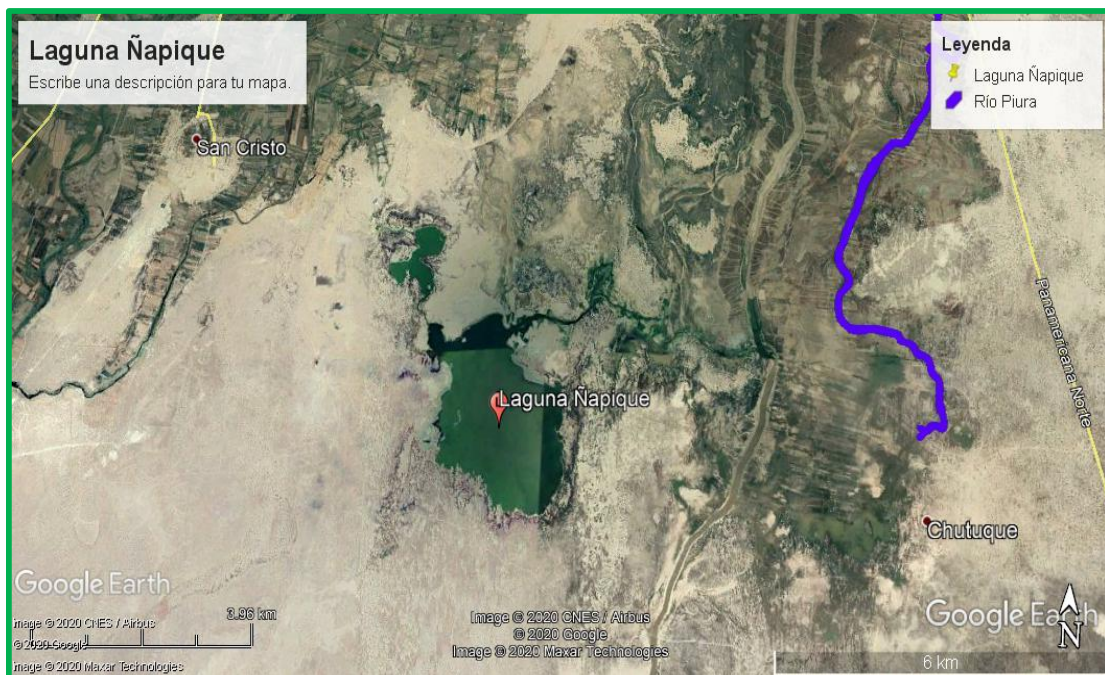 Laguna Ñapique
Escribe una descripción para tu mapa.
Leyenda
Laguna Ñapique
Río Piura
San Cristo
Panamericana Norte
Laguna Ñapique
Chutuque
Google Earth
3.96 km
Image © 2020 CNES / Airbus
© 2020 Google
Image © 2020 Maxar Technologies
Image © 2020 CNES / Airbus
© 2020 Google
Image © 2020 Maxar Technologies
Google Earth
N
6 km